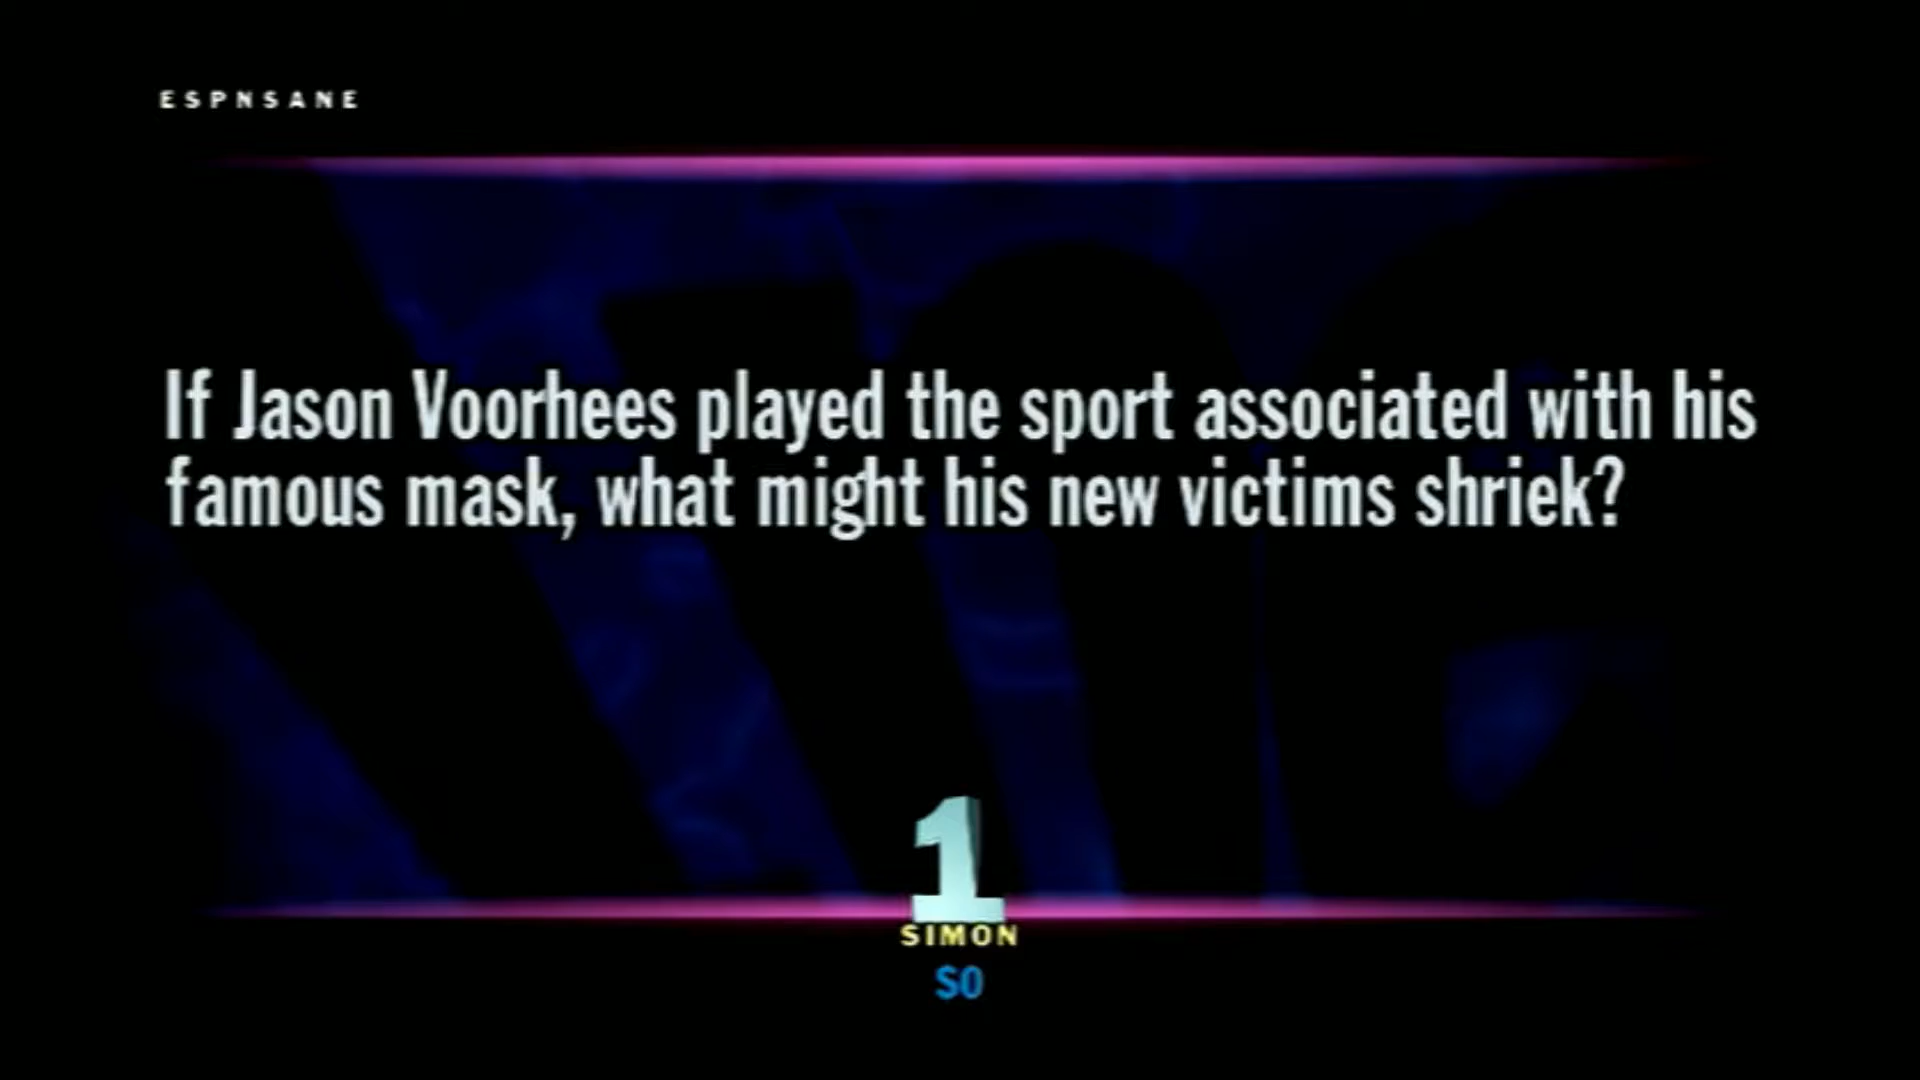 ESPNSANE
If Jason Voorhees played the sport associated with his
famous mask, what might his new victims shriek?
1
SIMON
$0